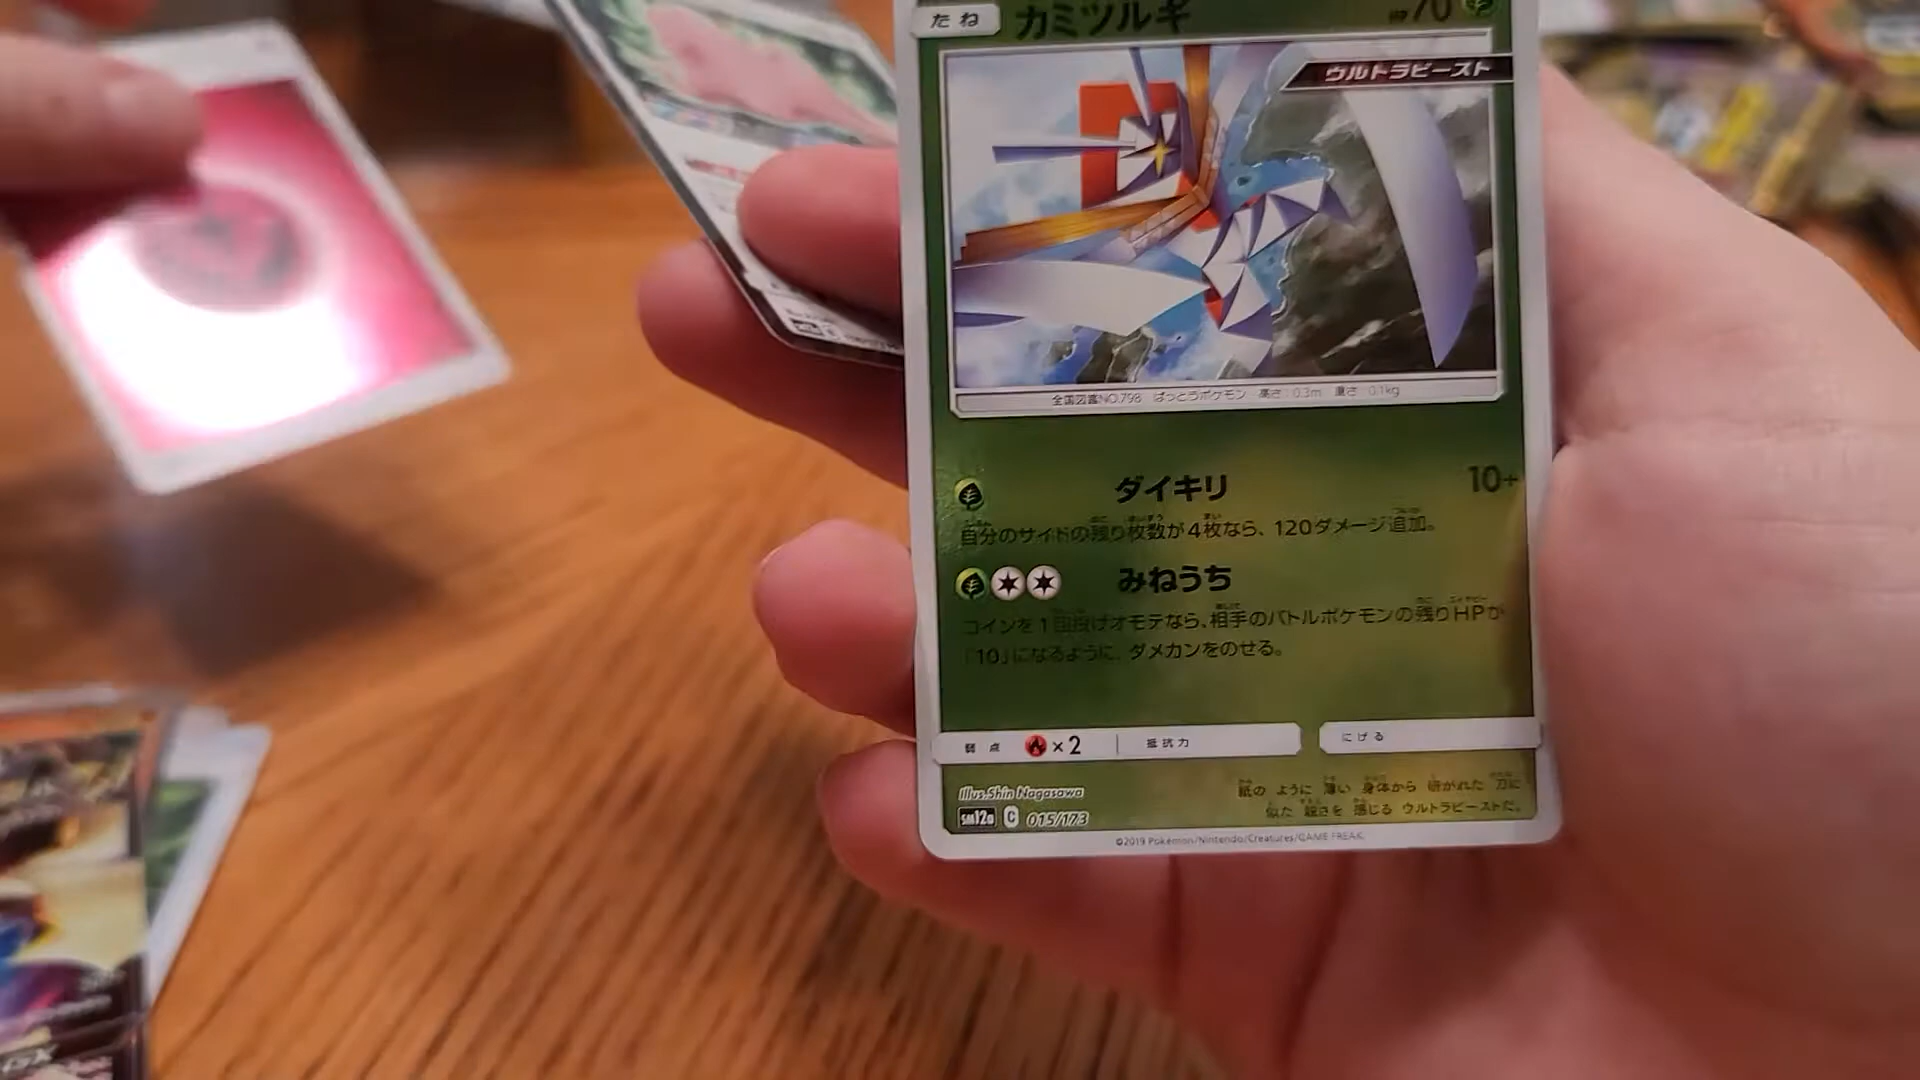 たね カミツルギ HP70
ウルトラビースト
全国図鑑NO.798 ばっとうポケモン 高さ:0.3m 重さ:0.1kg
ダイキリ 10+
自分のサイドの残り枚数が4枚なら、120ダメージ追加。
みねうち
コインを1回投げオモテなら、相手のバトルポケモンの残りHPが
「10」になるように、ダメカンをのせる。
弱点 ×2 抵抗力 にげる
Illus.Shin Nagasawa
紙のように 薄い 身体から 研がれた 刀に
似た 鋭さを 感じる ウルトラビーストだ。
SM12a C 015/173
©2019 Pokémon/Nintendo/Creatures/GAME FREAK.
GX